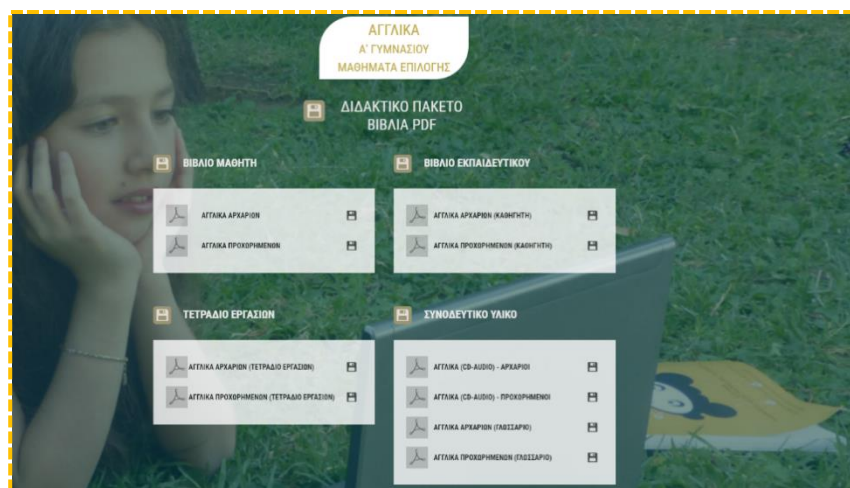 ΑΓΓΛΙΚΑ
Α' ΓΥΜΝΑΣΙΟΥ
ΜΑΘΗΜΑΤΑ ΕΠΙΛΟΓΗΣ
ΔΙΔΑΚΤΙΚΟ ΠΑΚΕΤΟ
ΒΙΒΛΙΑ PDF
ΒΙΒΛΙΟ ΜΑΘΗΤΗ
ΑΓΓΛΙΚΑ ΑΡΧΑΡΙΩΝ
ΑΓΓΛΙΚΑ ΠΡΟΧΩΡΗΜΕΝΩΝ
ΒΙΒΛΙΟ ΕΚΠΑΙΔΕΥΤΙΚΟΥ
ΑΓΓΛΙΚΑ ΑΡΧΑΡΙΩΝ (ΚΑΘΗΓΗΤΗ)
ΑΓΓΛΙΚΑ ΠΡΟΧΩΡΗΜΕΝΩΝ (ΚΑΘΗΓΗΤΗ)
ΤΕΤΡΑΔΙΟ ΕΡΓΑΣΙΩΝ
ΑΓΓΛΙΚΑ ΑΡΧΑΡΙΩΝ (ΤΕΤΡΑΔΙΟ ΕΡΓΑΣΙΩΝ)
ΑΓΓΛΙΚΑ ΠΡΟΧΩΡΗΜΕΝΩΝ (ΤΕΤΡΑΔΙΟ ΕΡΓΑΣΙΩΝ)
ΣΥΝΟΔΕΥΤΙΚΟ ΥΛΙΚΟ
ΑΓΓΛΙΚΑ (CD-AUDIO) - ΑΡΧΑΡΙΟΙ
ΑΓΓΛΙΚΑ (CD-AUDIO) - ΠΡΟΧΩΡΗΜΕΝΟΙ
ΑΓΓΛΙΚΑ ΑΡΧΑΡΙΩΝ (ΓΛΩΣΣΑΡΙΟ)
ΑΓΓΛΙΚΑ ΠΡΟΧΩΡΗΜΕΝΩΝ (ΓΛΩΣΣΑΡΙΟ)